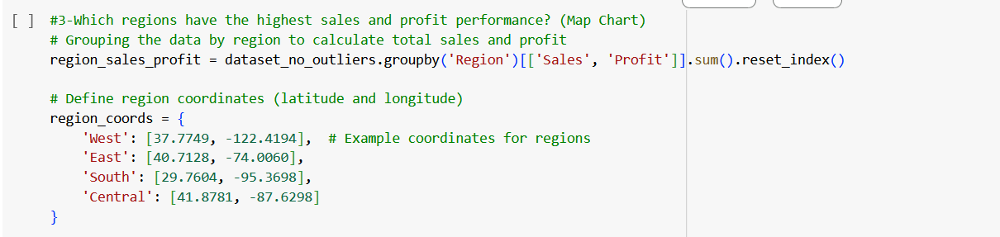 [ ] #3-Which regions have the highest sales and profit performance? (Map Chart)
# Grouping the data by region to calculate total sales and profit
region_sales_profit = dataset_no_outliers.groupby('Region')[['Sales', 'Profit']].sum().reset_index()
# Define region coordinates (latitude and longitude)
region_coords = {
'West': [37.7749, -122.4194],  # Example coordinates for regions
'East': [40.7128, -74.0060],
'South': [29.7604, -95.3698],
'Central': [41.8781, -87.6298]
}